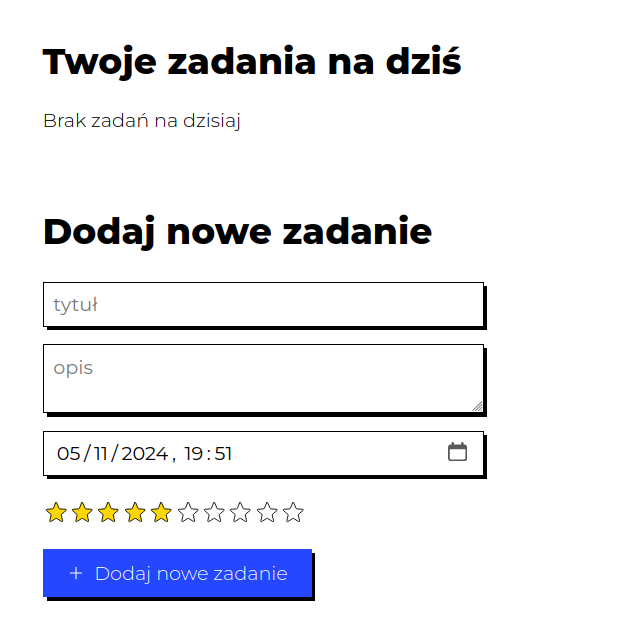 Twoje zadania na dziś
Brak zadań na dzisiaj
Dodaj nowe zadanie
tytuł
opis
05/11/2024, 19:51
+ Dodaj nowe zadanie